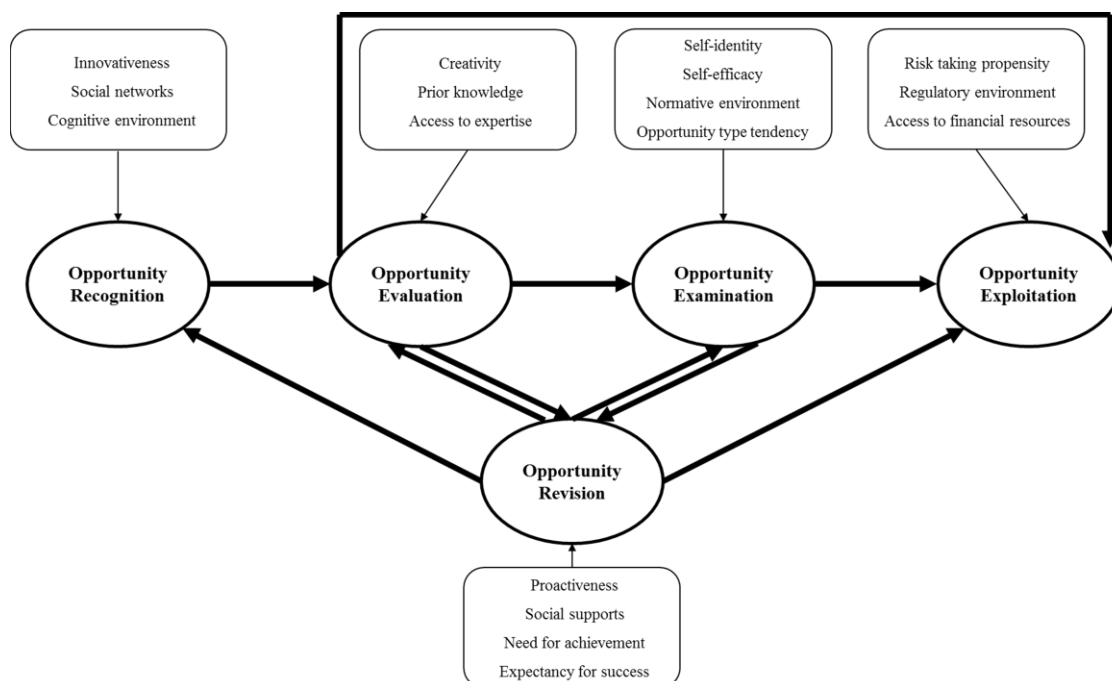 Innovativeness
Social networks
Cognitive environment
Creativity
Prior knowledge
Access to expertise
Self-identity
Self-efficacy
Normative environment
Opportunity type tendency
Risk taking propensity
Regulatory environment
Access to financial resources
Opportunity
Recognition
Opportunity
Evaluation
Opportunity
Examination
Opportunity
Exploitation
Opportunity
Revision
Proactiveness
Social supports
Need for achievement
Expectancy for success